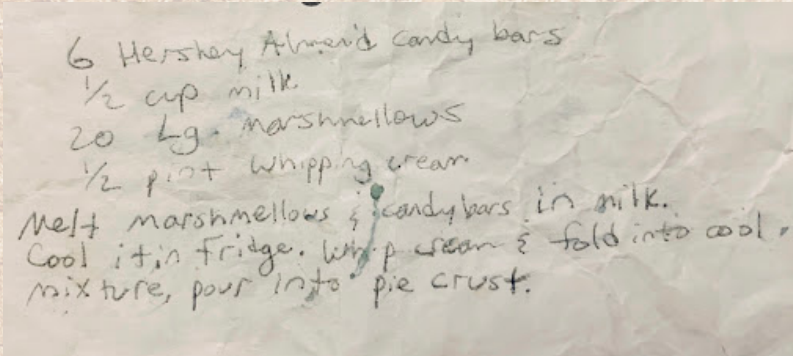 6 Hershey Almond candy bars
1/2 cup milk
20 Lg. marshmellows
1/2 pint whipping cream
Melt marshmellows & candy bars in milk.
Cool it in fridge. Whip cream & fold into cool
mixture, pour into pie crust.